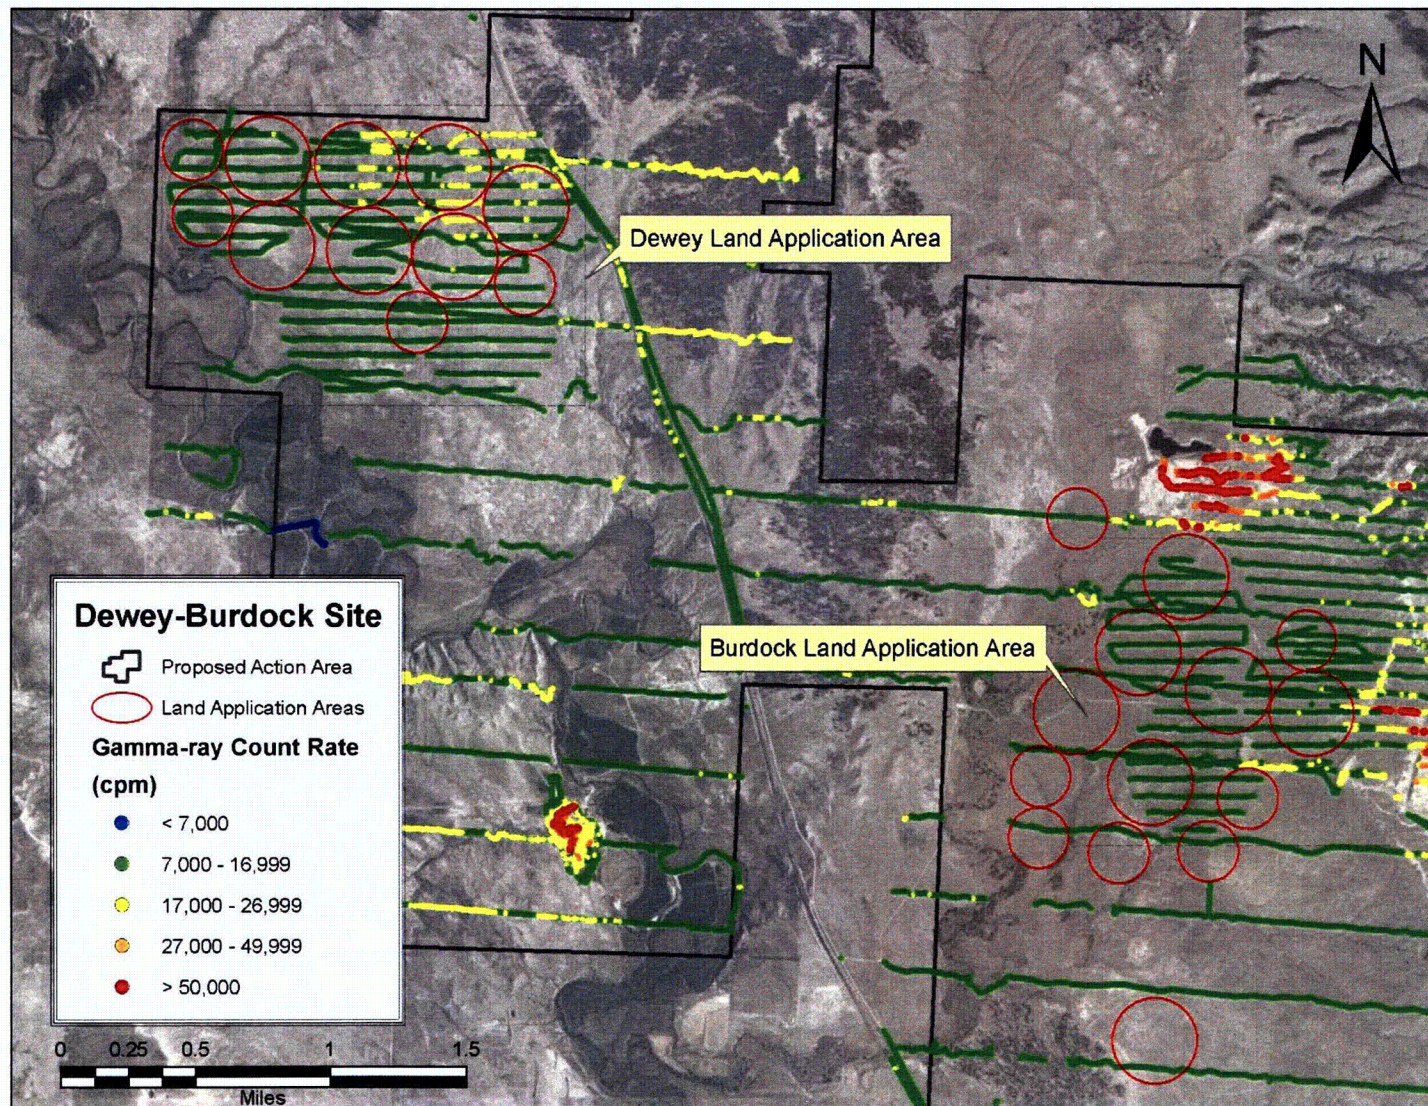 N
Dewey Land Application Area
Burdock Land Application Area
Dewey-Burdock Site
Proposed Action Area
Land Application Areas
Gamma-ray Count Rate
(cpm)
< 7,000
7,000 - 16,999
17,000 - 26,999
27,000 - 49,999
> 50,000
0 0.25 0.5 1 1.5
Miles